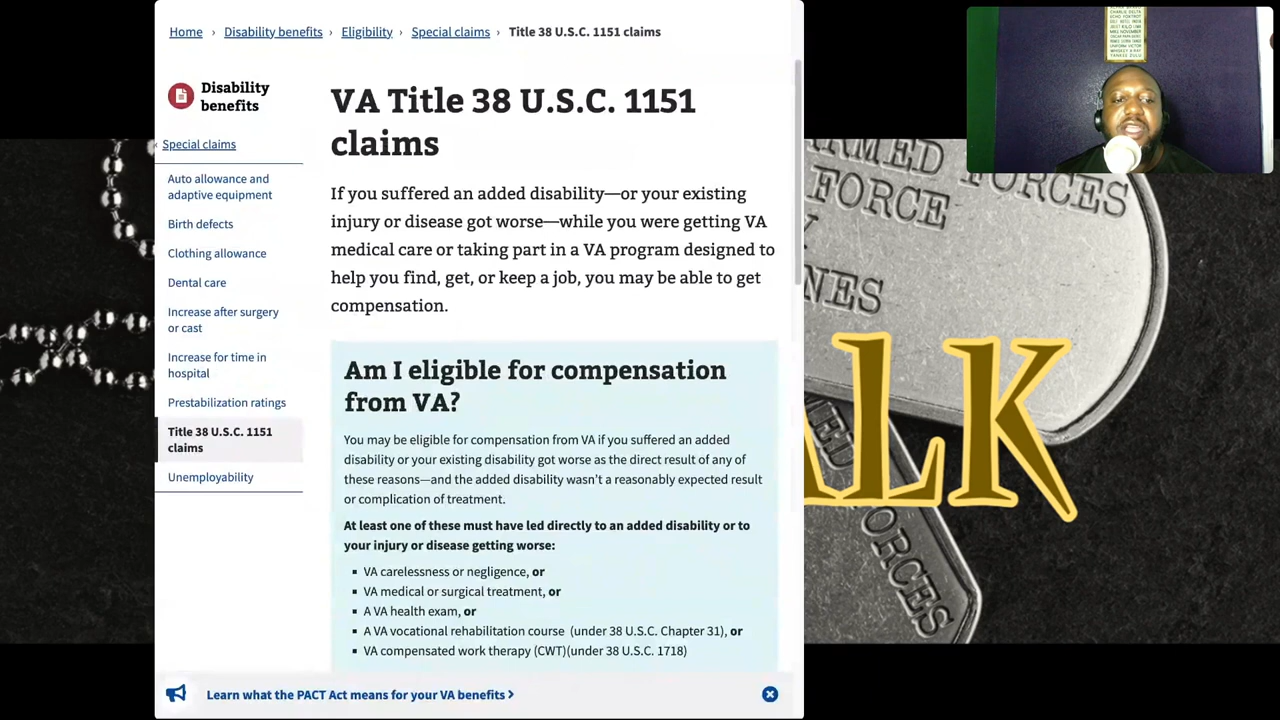 Home › Disability benefits › Eligibility › Special claims › Title 38 U.S.C. 1151 claims
Disability
benefits
‹ Special claims
Auto allowance and
adaptive equipment
Birth defects
Clothing allowance
Dental care
Increase after surgery
or cast
Increase for time in
hospital
Prestabilization ratings
Title 38 U.S.C. 1151
claims
Unemployability
VA Title 38 U.S.C. 1151
claims
If you suffered an added disability—or your existing
injury or disease got worse—while you were getting VA
medical care or taking part in a VA program designed to
help you find, get, or keep a job, you may be able to get
compensation.
Am I eligible for compensation
from VA?
You may be eligible for compensation from VA if you suffered an added
disability or your existing disability got worse as the direct result of any of
these reasons—and the added disability wasn't a reasonably expected result
or complication of treatment.
At least one of these must have led directly to an added disability or to
your injury or disease getting worse:
▪ VA carelessness or negligence, or
▪ VA medical or surgical treatment, or
▪ A VA health exam, or
▪ A VA vocational rehabilitation course (under 38 U.S.C. Chapter 31), or
▪ VA compensated work therapy (CWT)(under 38 U.S.C. 1718)
Learn what the PACT Act means for your VA benefits ›
ARMED FORCES
FORCE
NES
ALK
FORCES